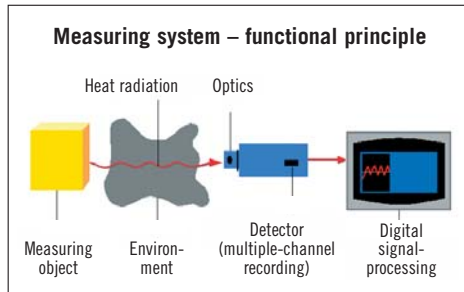 Measuring system – functional principle
Heat radiation
Optics
Measuring
object
Environ-
ment
Detector
(multiple-channel
recording)
Digital
signal-
processing